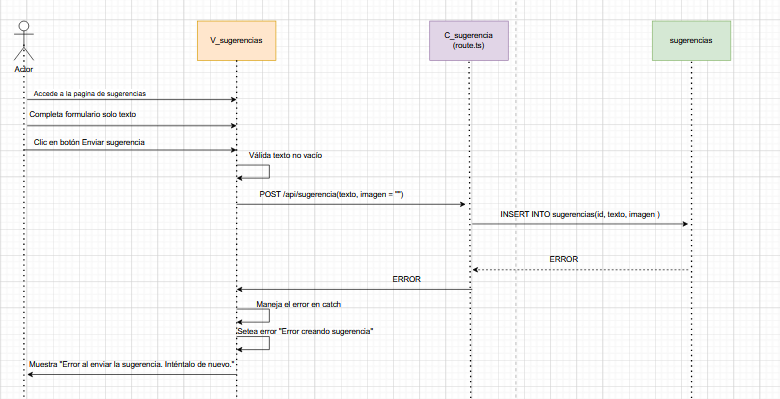 V_sugerencias
C_sugerencia
(route.ts)
sugerencias
Actor
Accede a la pagina de sugerencias
Completa formulario solo texto
Clic en botón Enviar sugerencia
Válida texto no vacío
POST /api/sugerencia(texto, imagen = "")
INSERT INTO sugerencias(id, texto, imagen )
ERROR
ERROR
Maneja el error en catch
Setea error "Error creando sugerencia"
Muestra "Error al enviar la sugerencia. Inténtalo de nuevo."